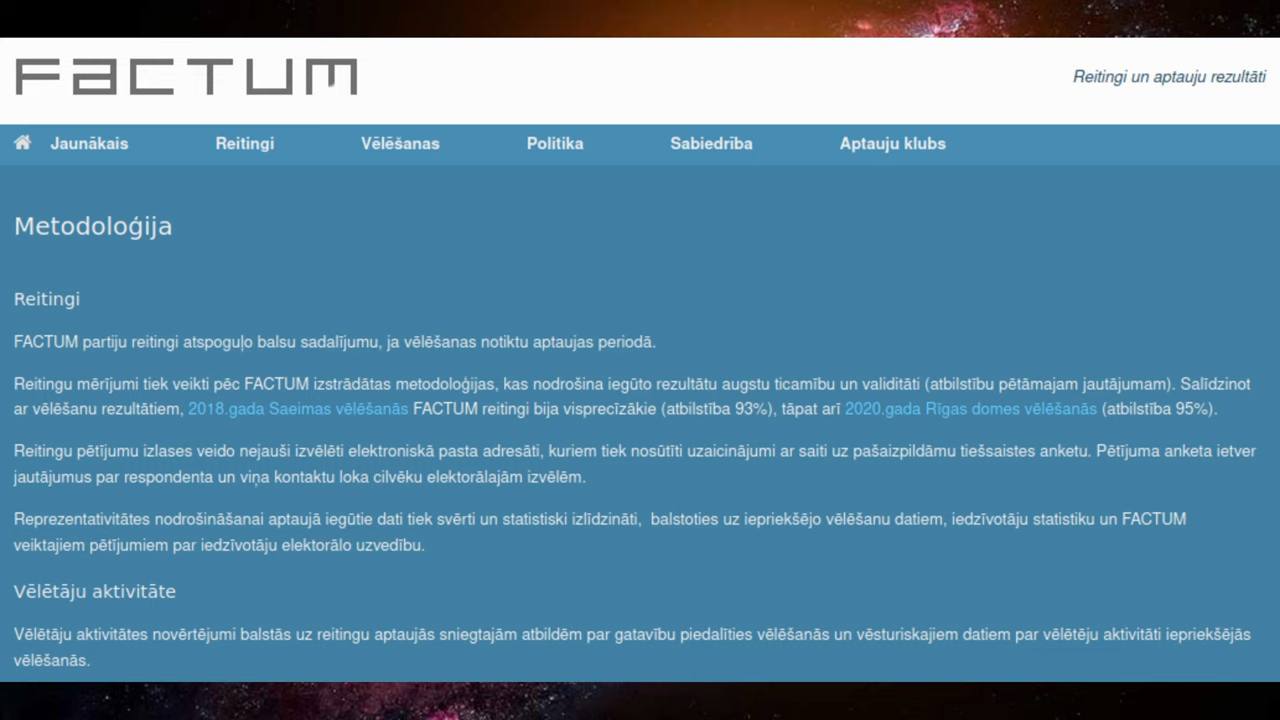 FACTUM
Reitingi un aptauju rezultāti
Jaunākais Reitingi Vēlēšanas Politika Sabiedrība Aptauju klubs
Metodoloģija
Reitingi
FACTUM partiju reitingi atspoguļo balsu sadalījumu, ja vēlēšanas notiktu aptaujas periodā.
Reitingu mērījumi tiek veikti pēc FACTUM izstrādātas metodoloģijas, kas nodrošina iegūto rezultātu augstu ticamību un validitāti (atbilstību pētāmajam jautājumam). Salīdzinot
ar vēlēšanu rezultātiem, 2018.gada Saeimas vēlēšanās FACTUM reitingi bija visprecīzākie (atbilstība 93%), tāpat arī 2020.gada Rīgas domes vēlēšanās (atbilstība 95%).
Reitingu pētījumu izlases veido nejauši izvēlēti elektroniskā pasta adresāti, kuriem tiek nosūtīti uzaicinājumi ar saiti uz pašaizpildāmu tiešsaistes anketu. Pētījuma anketa ietver
jautājumus par respondenta un viņa kontaktu loka cilvēku elektorālajām izvēlēm.
Reprezentativitātes nodrošināšanai aptaujā iegūtie dati tiek svērti un statistiski izlīdzināti, balstoties uz iepriekšējo vēlēšanu datiem, iedzīvotāju statistiku un FACTUM
veiktajiem pētījumiem par iedzīvotāju elektorālo uzvedību.
Vēlētāju aktivitāte
Vēlētāju aktivitātes novērtējumi balstās uz reitingu aptaujās sniegtajām atbildēm par gatavību piedalīties vēlēšanās un vēsturiskajiem datiem par vēlētēju aktivitāti iepriekšējās
vēlēšanās.